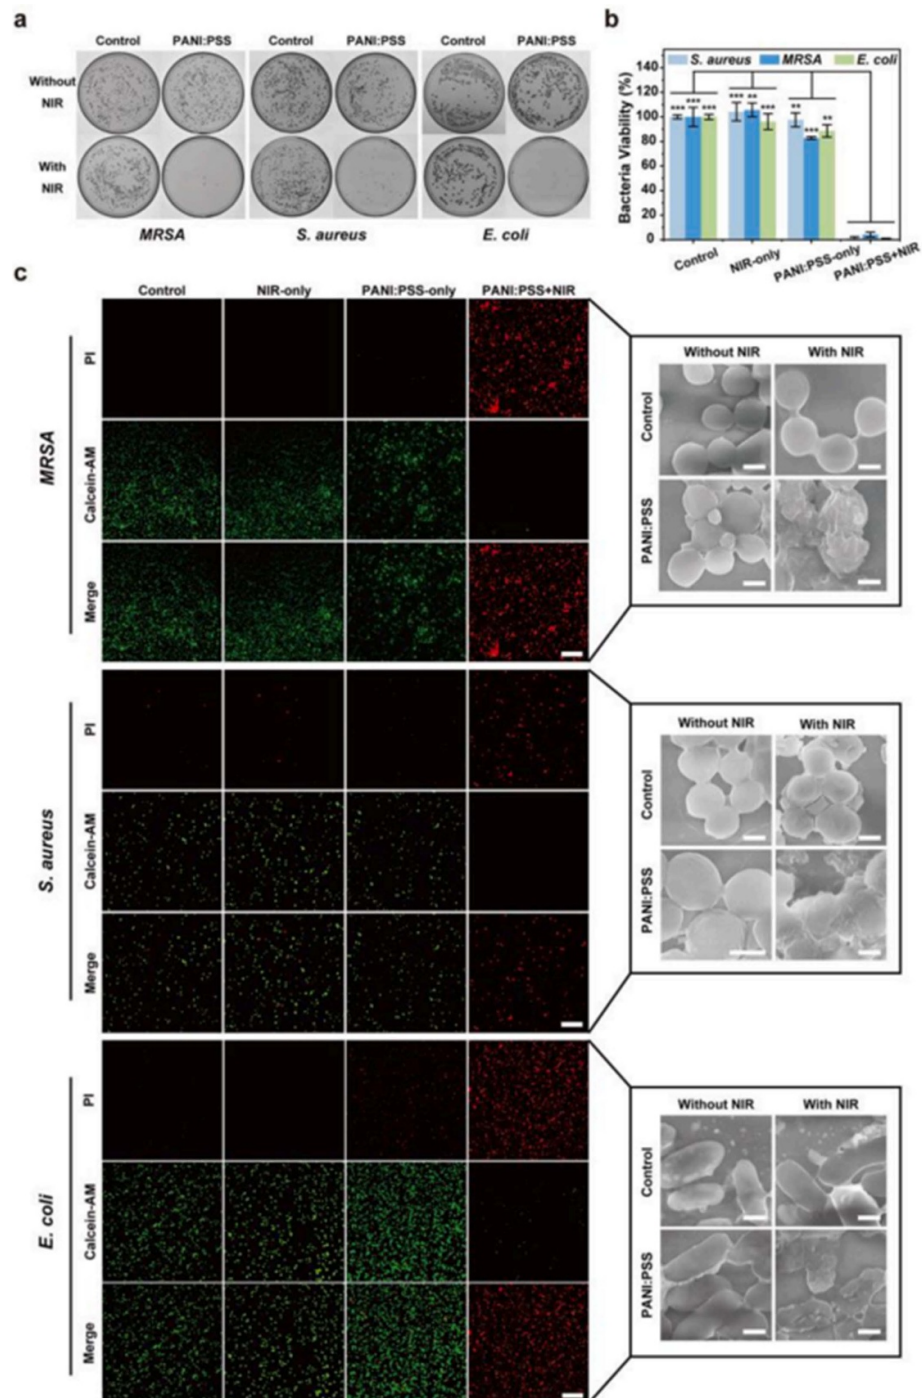 a
Control PANI:PSS Control PANI:PSS Control PANI:PSS
Without NIR
With NIR
MRSA S. aureus E. coli
b
S. aureus MRSA E. coli
Bacteria Viability (%)
140
120
100
80
60
40
20
0
*** *** *** *** ** *** ** *** **
Control NIR-only PANI:PSS-only PANI:PSS+NIR
c
Control NIR-only PANI:PSS-only PANI:PSS+NIR
MRSA
PI
Calcein-AM
Merge
Without NIR With NIR
Control
PANI:PSS
S. aureus
PI
Calcein-AM
Merge
Without NIR With NIR
Control
PANI:PSS
E. coli
PI
Calcein-AM
Merge
Without NIR With NIR
Control
PANI:PSS